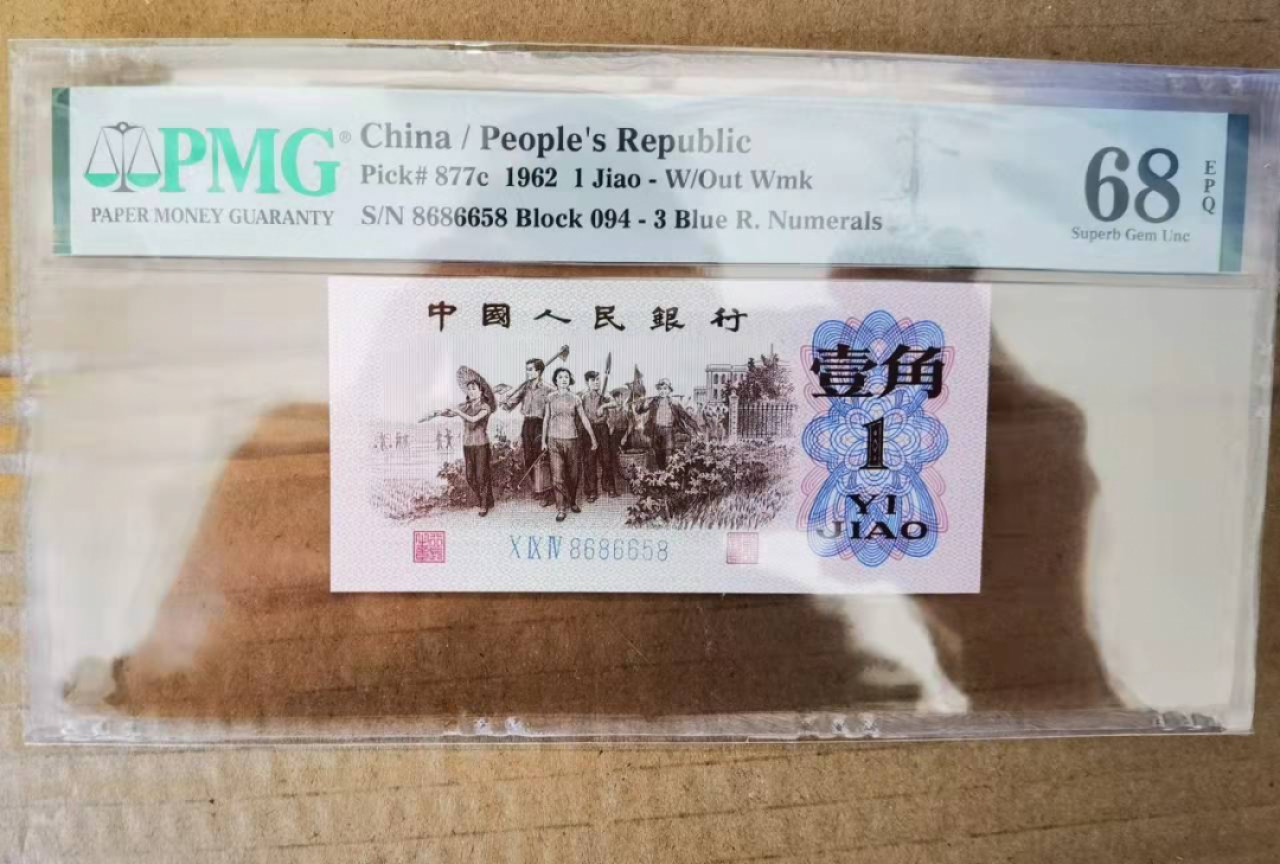 PMG®
PAPER MONEY GUARANTY
China / People's Republic
Pick# 877c 1962 1 Jiao - W/Out Wmk
S/N 8686658 Block 094 - 3 Blue R. Numerals
68
EPQ
Superb Gem Unc
中國人民銀行
壹角
1
YI
JIAO
X IX IV 8686658